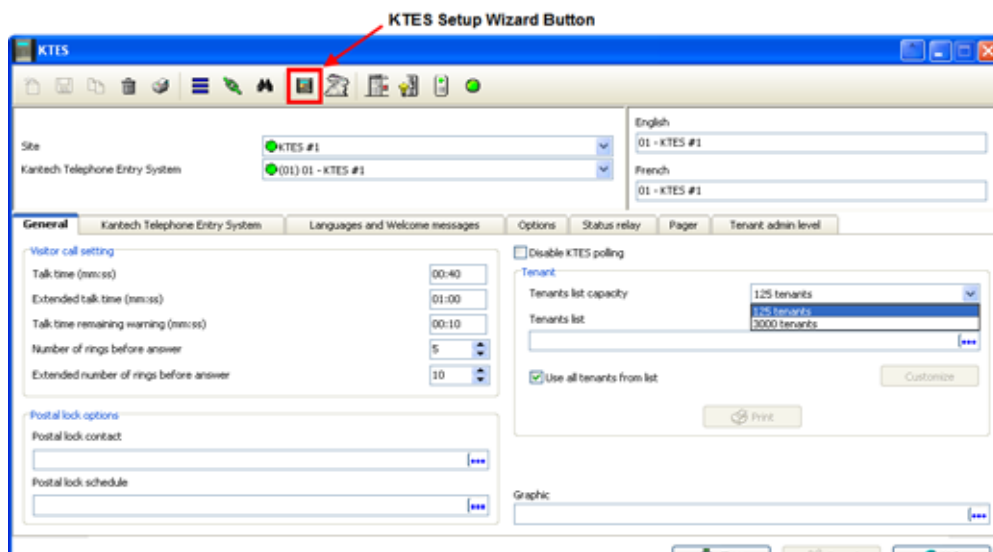 KTES Setup Wizard Button
KTES
English
Site
KTES #1
01 - KTES #1
Kantech Telephone Entry System
(01) 01 - KTES #1
French
01 - KTES #1
General Kantech Telephone Entry System Languages and Welcome messages Options Status relay Pager Tenant admin level
Visitor call setting
Talk time (mm:ss) 00:40
Extended talk time (mm:ss) 01:00
Talk time remaining warning (mm:ss) 00:10
Number of rings before answer 5
Extended number of rings before answer 10
Postal lock options
Postal lock contact
Postal lock schedule
Disable KTES polling
Tenant
Tenants list capacity 125 tenants
125 tenants
3000 tenants
Tenants list
Use all tenants from list Customize
Print
Graphic